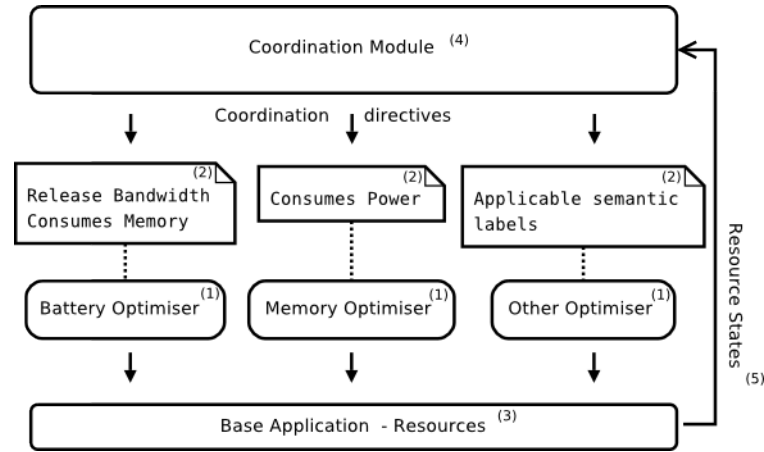 Coordination Module (4)
Coordination directives
(2)
Release Bandwidth
Consumes Memory
(2)
Consumes Power
(2)
Applicable semantic
labels
Battery Optimiser (1)
Memory Optimiser (1)
Other Optimiser (1)
Resource States (5)
Base Application - Resources (3)